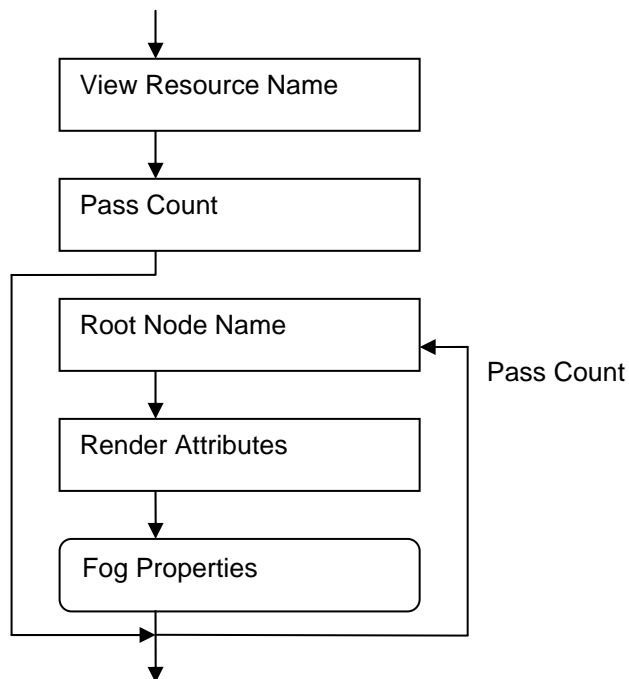 View Resource Name
Pass Count
Root Node Name
Pass Count
Render Attributes
Fog Properties